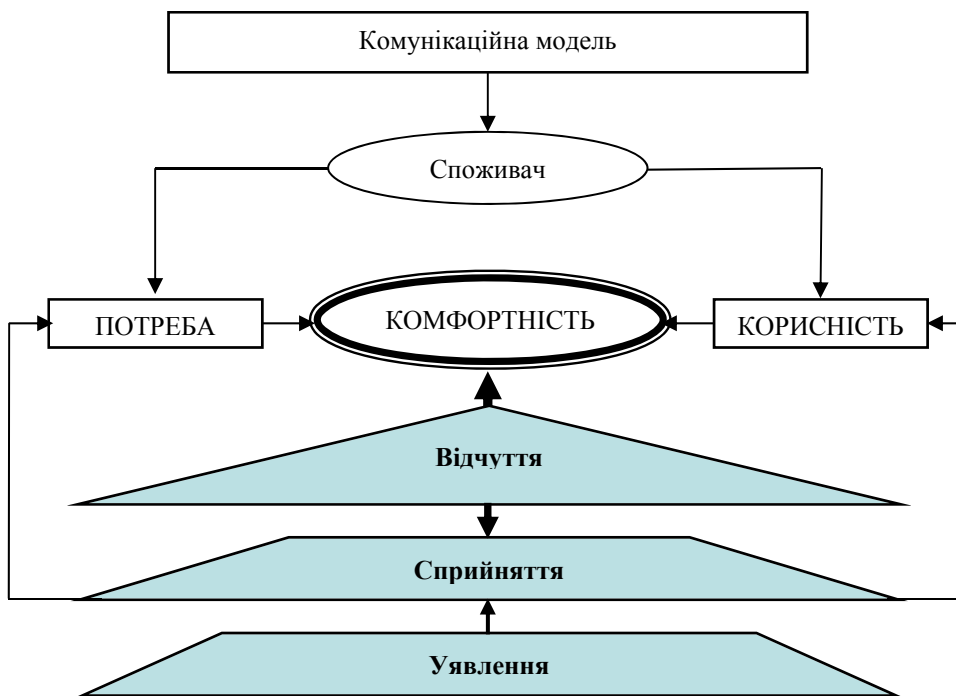 Комунікаційна модель
Споживач
ПОТРЕБА
КОМФОРТНІСТЬ
КОРИСНІСТЬ
Відчуття
Сприйняття
Уявлення